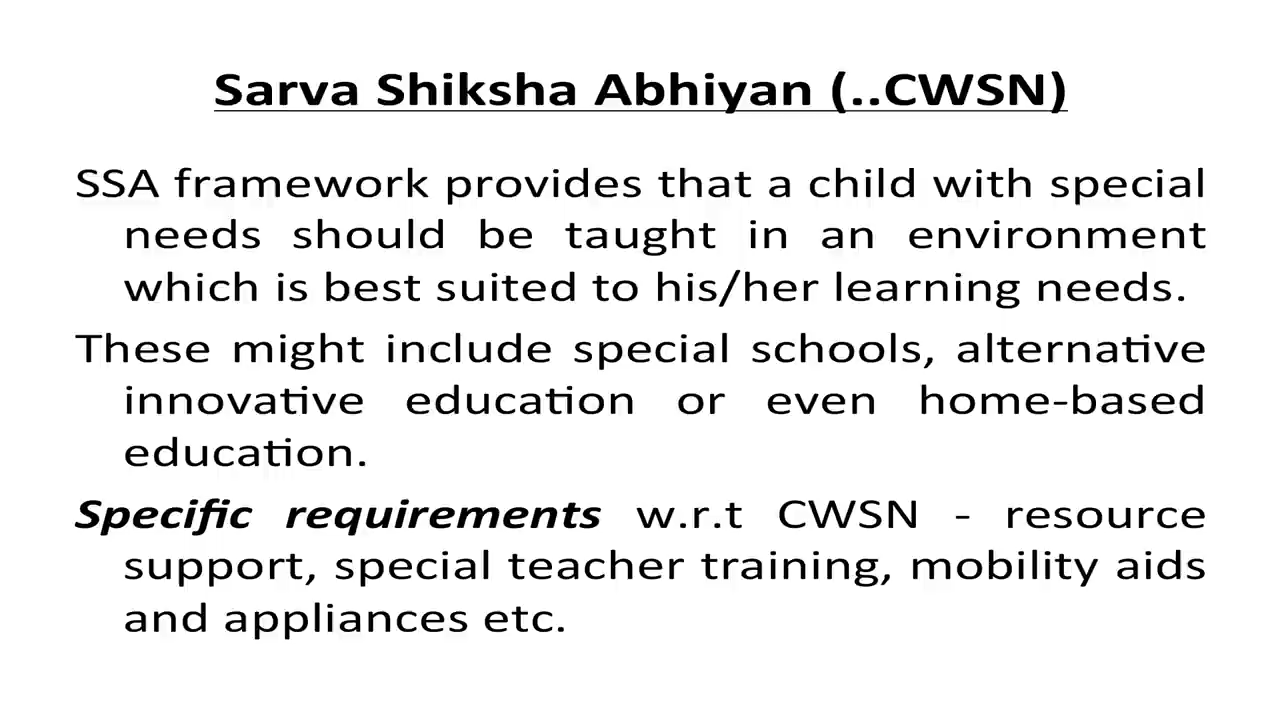 Sarva Shiksha Abhiyan (..CWSN)
SSA framework provides that a child with special
needs should be taught in an environment
which is best suited to his/her learning needs.
These might include special schools, alternative
innovative education or even home-based
education.
Specific requirements w.r.t CWSN - resource
support, special teacher training, mobility aids
and appliances etc.